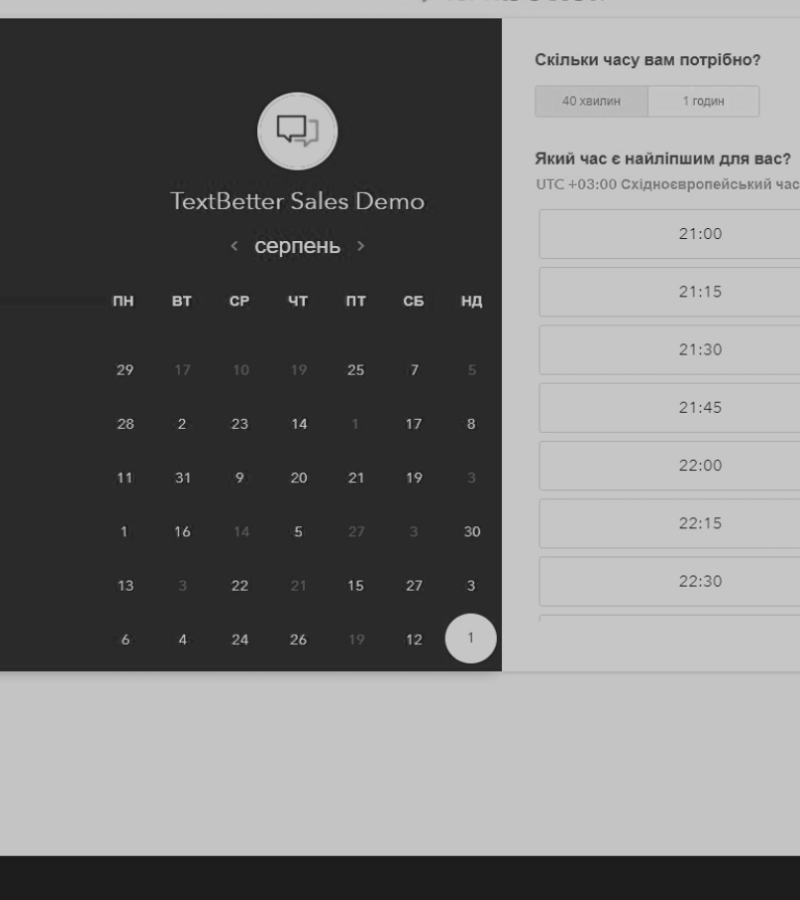 Скільки часу вам потрібно?
40 хвилин 1 годин
Який час є найліпшим для вас?
UTC +03:00 Східноєвропейський час
21:00
21:15
21:30
21:45
22:00
22:15
22:30
TextBetter Sales Demo
< серпень >
ПН ВТ СР ЧТ ПТ СБ НД
29 17 10 19 25 7 5
28 2 23 14 1 17 8
11 31 9 20 21 19 3
1 16 14 5 27 3 30
13 3 22 21 15 27 3
6 4 24 26 19 12 1